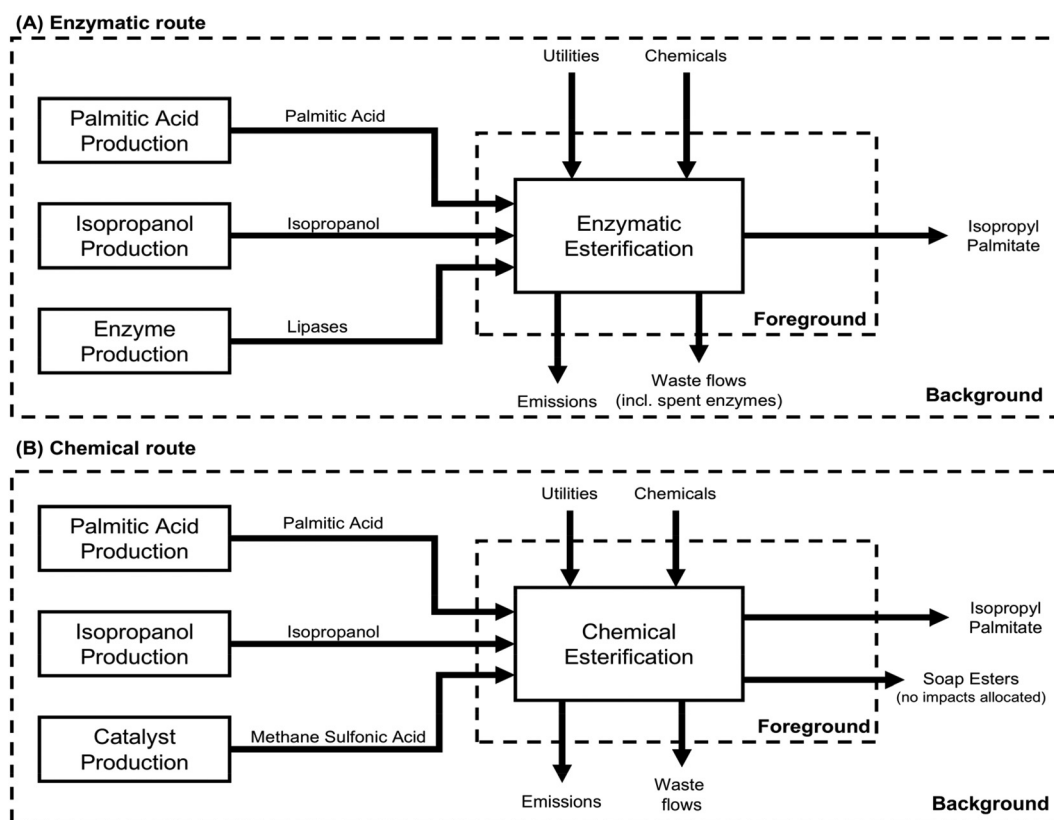 (A) Enzymatic route
Utilities
Chemicals
Palmitic Acid
Production
Palmitic Acid
Isopropanol
Production
Isopropanol
Enzymatic
Esterification
Isopropyl
Palmitate
Enzyme
Production
Lipases
Foreground
Emissions
Waste flows
(incl. spent enzymes)
Background
(B) Chemical route
Utilities
Chemicals
Palmitic Acid
Production
Palmitic Acid
Isopropanol
Production
Isopropanol
Chemical
Esterification
Isopropyl
Palmitate
Soap Esters
(no impacts allocated)
Catalyst
Production
Methane Sulfonic Acid
Foreground
Emissions
Waste
flows
Background